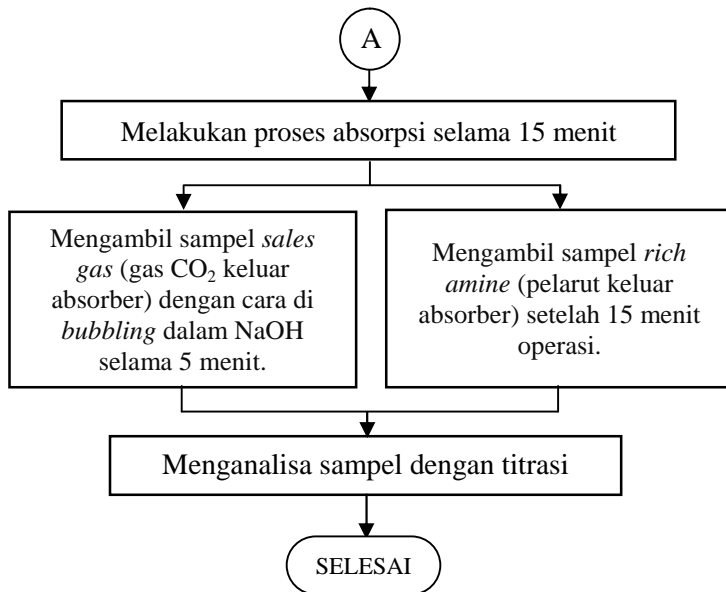 A
Melakukan proses absorpsi selama 15 menit
Mengambil sampel sales
gas (gas CO₂ keluar
absorber) dengan cara di
bubbling dalam NaOH
selama 5 menit.
Mengambil sampel rich
amine (pelarut keluar
absorber) setelah 15 menit
operasi.
Menganalisa sampel dengan titrasi
SELESAI